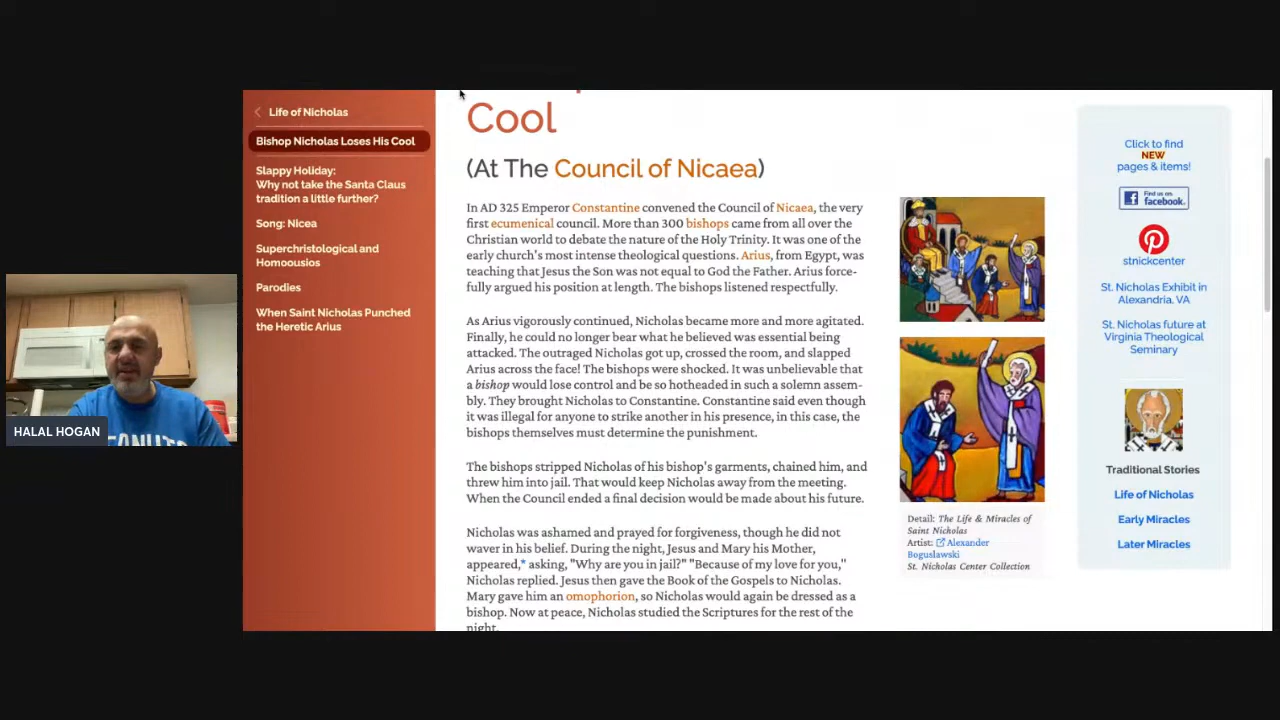 Life of Nicholas
Bishop Nicholas Loses His Cool
Slappy Holiday:
Why not take the Santa Claus
tradition a little further?
Song: Nicea
Superchristological and
Homoousios
Parodies
When Saint Nicholas Punched
the Heretic Arius
HALAL HOGAN
Cool
(At The Council of Nicaea)
In AD 325 Emperor Constantine convened the Council of Nicaea, the very
first ecumenical council. More than 300 bishops came from all over the
Christian world to debate the nature of the Holy Trinity. It was one of the
early church's most intense theological questions. Arius, from Egypt, was
teaching that Jesus the Son was not equal to God the Father. Arius force-
fully argued his position at length. The bishops listened respectfully.
As Arius vigorously continued, Nicholas became more and more agitated.
Finally, he could no longer bear what he believed was essential being
attacked. The outraged Nicholas got up, crossed the room, and slapped
Arius across the face! The bishops were shocked. It was unbelievable that
a bishop would lose control and be so hotheaded in such a solemn assem-
bly. They brought Nicholas to Constantine. Constantine said even though
it was illegal for anyone to strike another in his presence, in this case, the
bishops themselves must determine the punishment.
The bishops stripped Nicholas of his bishop's garments, chained him, and
threw him into jail. That would keep Nicholas away from the meeting.
When the Council ended a final decision would be made about his future.
Nicholas was ashamed and prayed for forgiveness, though he did not
waver in his belief. During the night, Jesus and Mary his Mother,
appeared,* asking, "Why are you in jail?" "Because of my love for you,"
Nicholas replied. Jesus then gave the Book of the Gospels to Nicholas.
Mary gave him an omophorion, so Nicholas would again be dressed as a
bishop. Now at peace, Nicholas studied the Scriptures for the rest of the
night.
Detail: The Life & Miracles of
Saint Nicholas
Artist: Alexander
Boguslawski
St. Nicholas Center Collection
Click to find
NEW
pages & items!
Find us on
facebook.
stnickcenter
St. Nicholas Exhibit in
Alexandria, VA
St. Nicholas future at
Virginia Theological
Seminary
Traditional Stories
Life of Nicholas
Early Miracles
Later Miracles